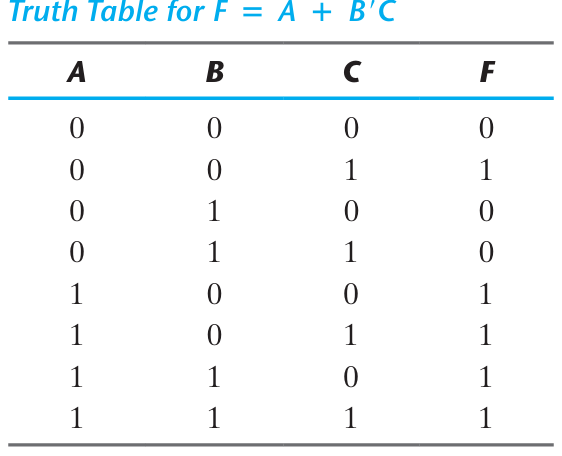 Truth Table for F = A + B′C
A B C F
0 0 0 0
0 0 1 1
0 1 0 0
0 1 1 0
1 0 0 1
1 0 1 1
1 1 0 1
1 1 1 1